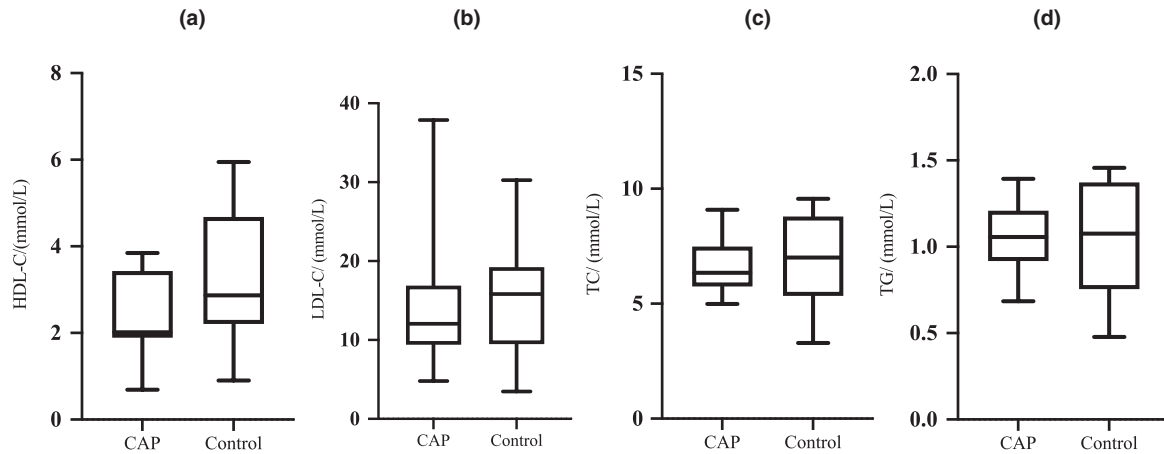 (a)
8
6
4
2
0
HDL-C/(mmol/L)
CAP
Control
(b)
40
30
20
10
0
LDL-C/ (mmol/L)
CAP
Control
(c)
15
10
5
0
TC/ (mmol/L)
CAP
Control
(d)
2.0
1.5
1.0
0.5
0.0
TG/ (mmol/L)
CAP
Control